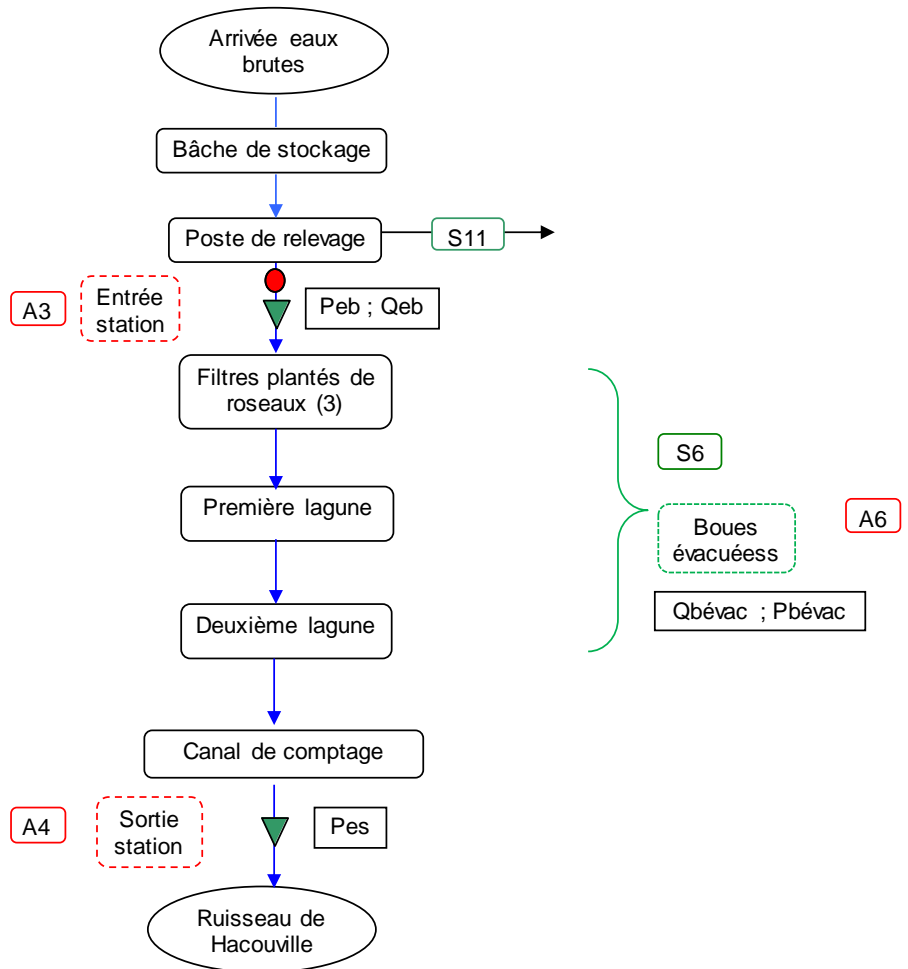 Arrivée eaux
brutes
Bâche de stockage
Poste de relevage
S11
A3
Entrée
station
Peb ; Qeb
Filtres plantés de
roseaux (3)
S6
Première lagune
Boues
évacuéess
A6
Qbévac ; Pbévac
Deuxième lagune
Canal de comptage
A4
Sortie
station
Pes
Ruisseau de
Hacouville